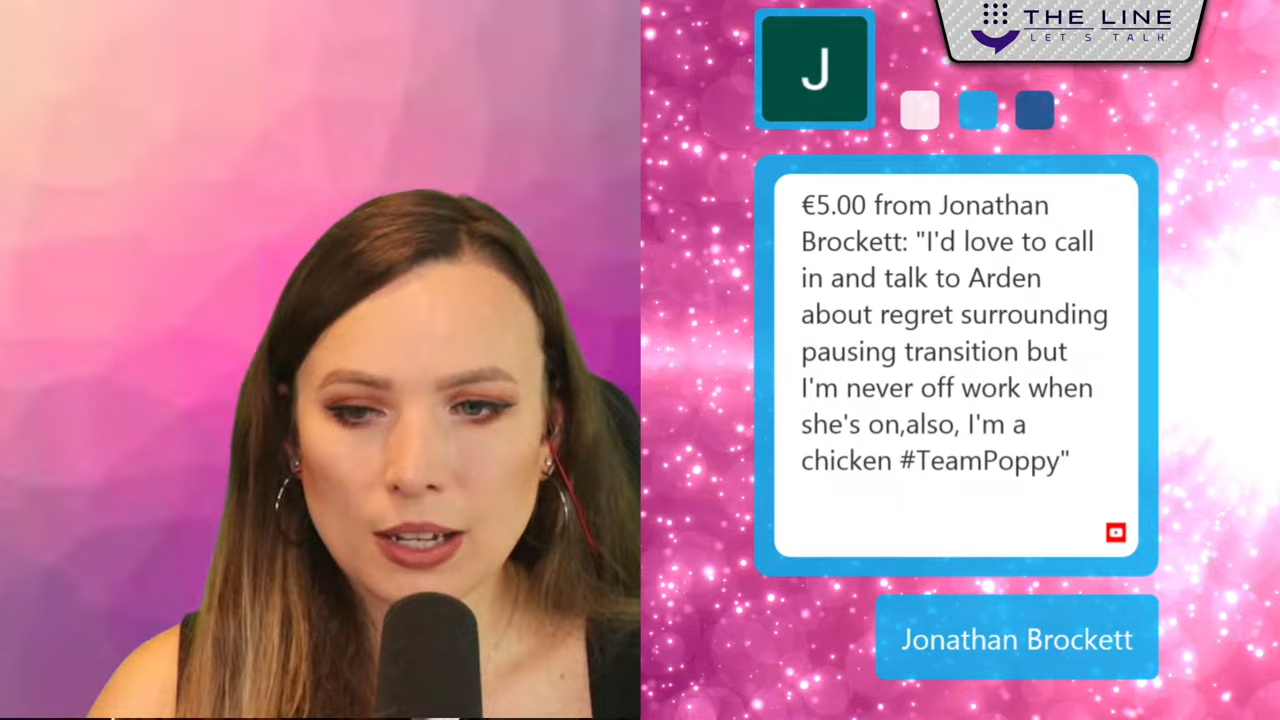 THE LINE
LET'S TALK
J
€5.00 from Jonathan
Brockett: "I'd love to call
in and talk to Arden
about regret surrounding
pausing transition but
I'm never off work when
she's on,also, I'm a
chicken #TeamPoppy"
Jonathan Brockett